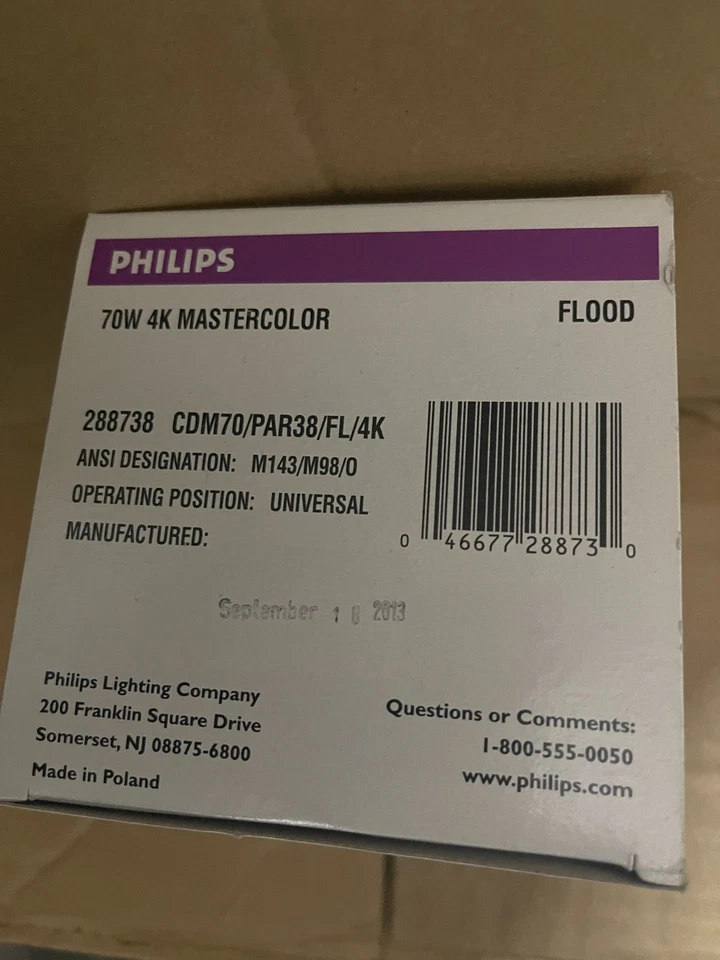 PHILIPS
70W 4K MASTERCOLOR
FLOOD
288738 CDM70/PAR38/FL/4K
ANSI DESIGNATION: M143/M98/O
OPERATING POSITION: UNIVERSAL
MANUFACTURED:
0 46677 28873 0
September 18 2013
Philips Lighting Company
200 Franklin Square Drive
Somerset, NJ 08875-6800
Made in Poland
Questions or Comments:
1-800-555-0050
www.philips.com